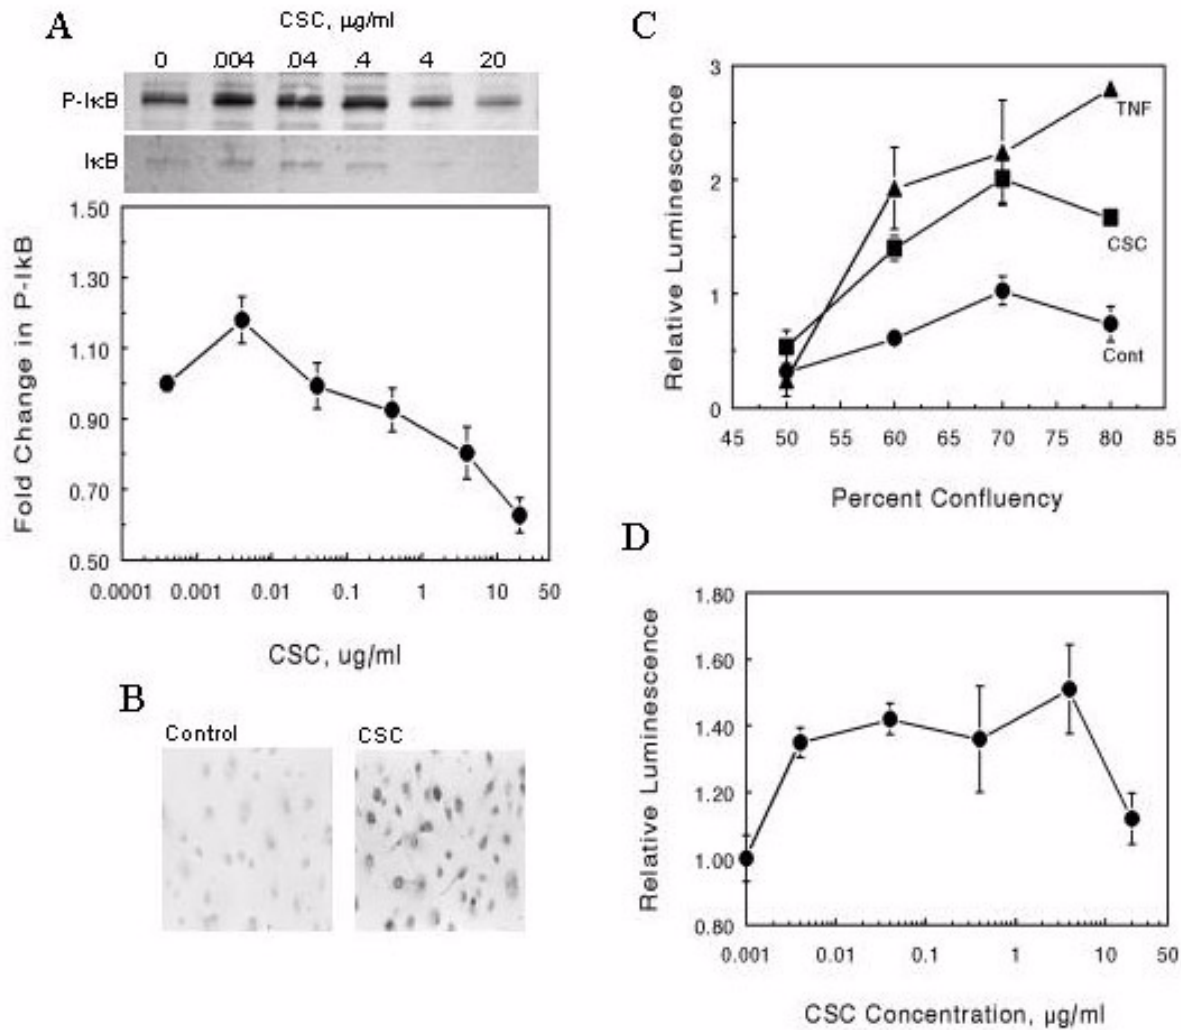 A
CSC, µg/ml
0 .004 .04 .4 4 20
P-IκB
IκB
1.50
1.30
1.10
0.90
0.70
0.50
Fold Change in P-IkB
0.0001 0.001 0.01 0.1 1 10 50
CSC, ug/ml
B
Control CSC
C
3
2
1
0
Relative Luminescence
TNF
CSC
Cont
45 50 55 60 65 70 75 80 85
Percent Confluency
D
1.80
1.60
1.40
1.20
1.00
0.80
Relative Luminescence
0.001 0.01 0.1 1 10 50
CSC Concentration, µg/ml